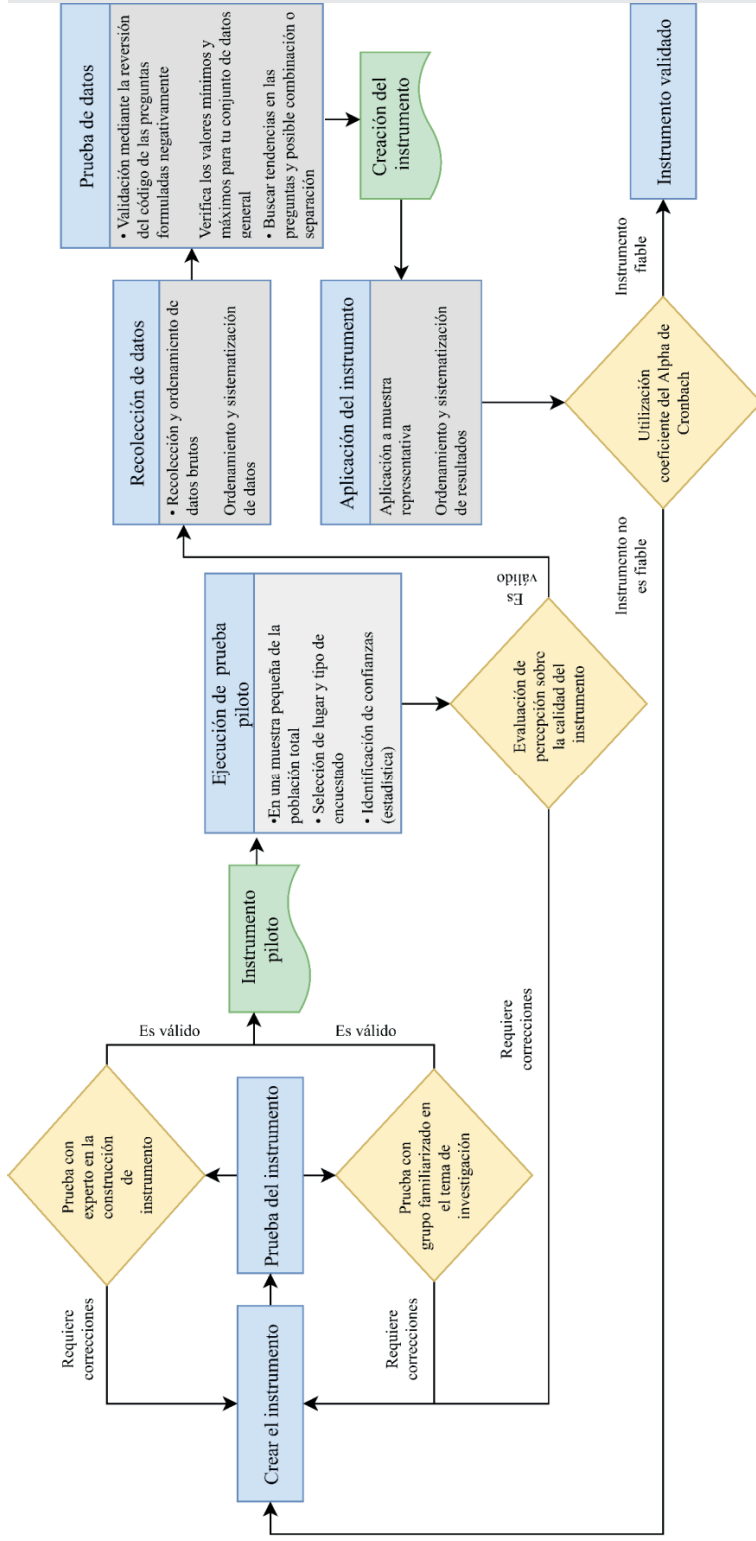 Crear el instrumento
Requiere
correcciones
Requiere
correcciones
Prueba del instrumento
Prueba con
experto en la
construcción
de
instrumento
Prueba con
grupo familiarizado en
el tema de
investigación
Es válido
Es válido
Instrumento
piloto
Ejecución de prueba
piloto
•En una muestra pequeña de la
población total
• Selección de lugar y tipo de
encuestado
• Identificación de confianzas
(estadística)
Evaluación de
percepción sobre
la calidad del
instrumento
Requiere
correcciones
Es
válido
Recolección de datos
• Recolección y ordenamiento de
datos brutos
Ordenamiento y sistematización
de datos
Prueba de datos
• Validación mediante la reversión
del código de las preguntas
formuladas negativamente
Verifica los valores mínimos y
máximos para tu conjunto de datos
general
• Buscar tendencias en las
preguntas y posible combinación o
separación
Creación del
instrumento
Aplicación del instrumento
Aplicación a muestra
representativa
Ordenamiento y sistematización
de resultados
Utilización
coeficiente del Alpha de
Cronbach
Instrumento no
es fiable
Instrumento
fiable
Instrumento validado